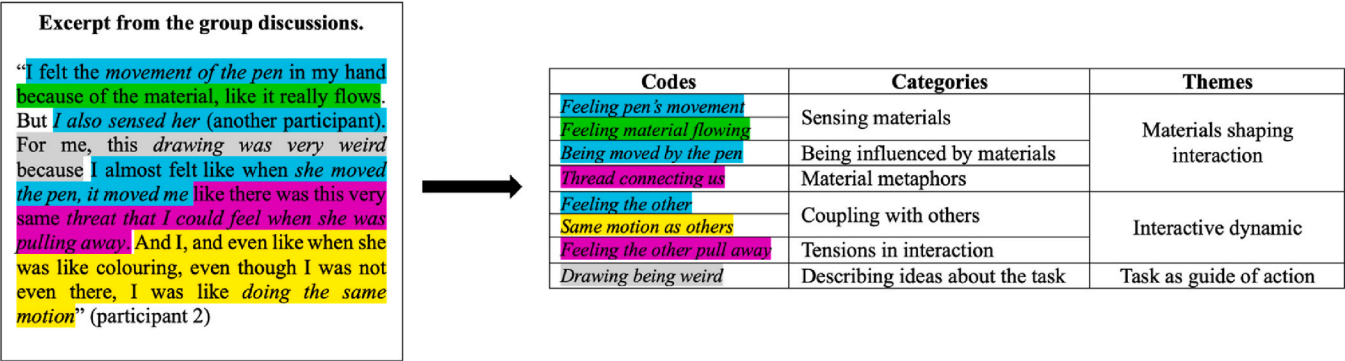 Excerpt from the group discussions.
“I felt the movement of the pen in my hand
because of the material, like it really flows.
But I also sensed her (another participant).
For me, this drawing was very weird
because I almost felt like when she moved
the pen, it moved me like there was this very
same threat that I could feel when she was
pulling away. And I, and even like when she
was like colouring, even though I was not
even there, I was like doing the same
motion” (participant 2)
Codes Categories Themes
Feeling pen’s movement
Feeling material flowing
Sensing materials
Being moved by the pen Being influenced by materials
Thread connecting us Material metaphors
Materials shaping
interaction
Feeling the other
Same motion as others
Coupling with others
Feeling the other pull away Tensions in interaction
Interactive dynamic
Drawing being weird Describing ideas about the task Task as guide of action